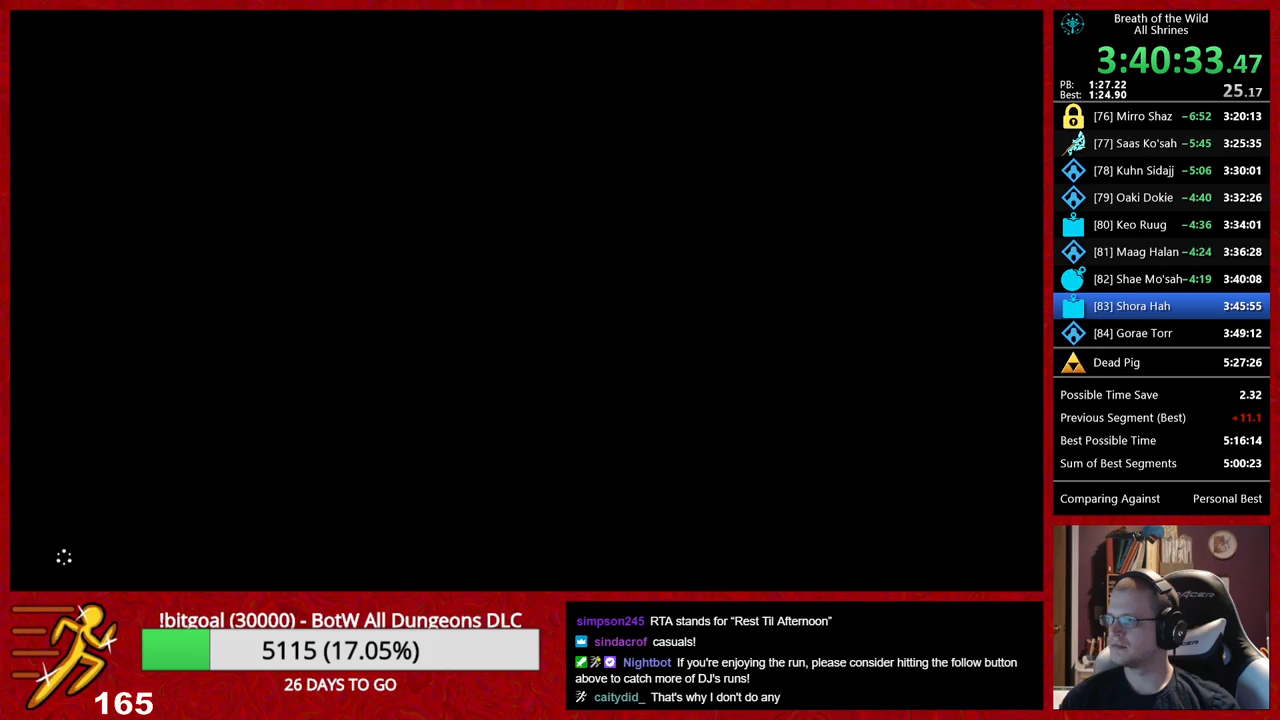 Breath of the Wild
All Shrines
3:40:33.47
PB: 1:27.22
Best: 1:24.90
25.17
[76] Mirro Shaz −6:52 3:20:13
[77] Saas Ko'sah −5:45 3:25:35
[78] Kuhn Sidajj −5:06 3:30:01
[79] Oaki Dokie −4:40 3:32:26
[80] Keo Ruug −4:36 3:34:01
[81] Maag Halan −4:24 3:36:28
[82] Shae Mo'sah −4:19 3:40:08
[83] Shora Hah 3:45:55
[84] Gorae Torr 3:49:12
Dead Pig 5:27:26
Possible Time Save 2.32
Previous Segment (Best) +11.1
Best Possible Time 5:16:14
Sum of Best Segments 5:00:23
Comparing Against Personal Best
165
!bitgoal (30000) - BotW All Dungeons DLC
5115 (17.05%)
26 DAYS TO GO
simpson245 RTA stands for “Rest Til Afternoon”
sindacrof casuals!
Nightbot If you're enjoying the run, please consider hitting the follow button
above to catch more of DJ's runs!
caitydid_ That's why I don't do any